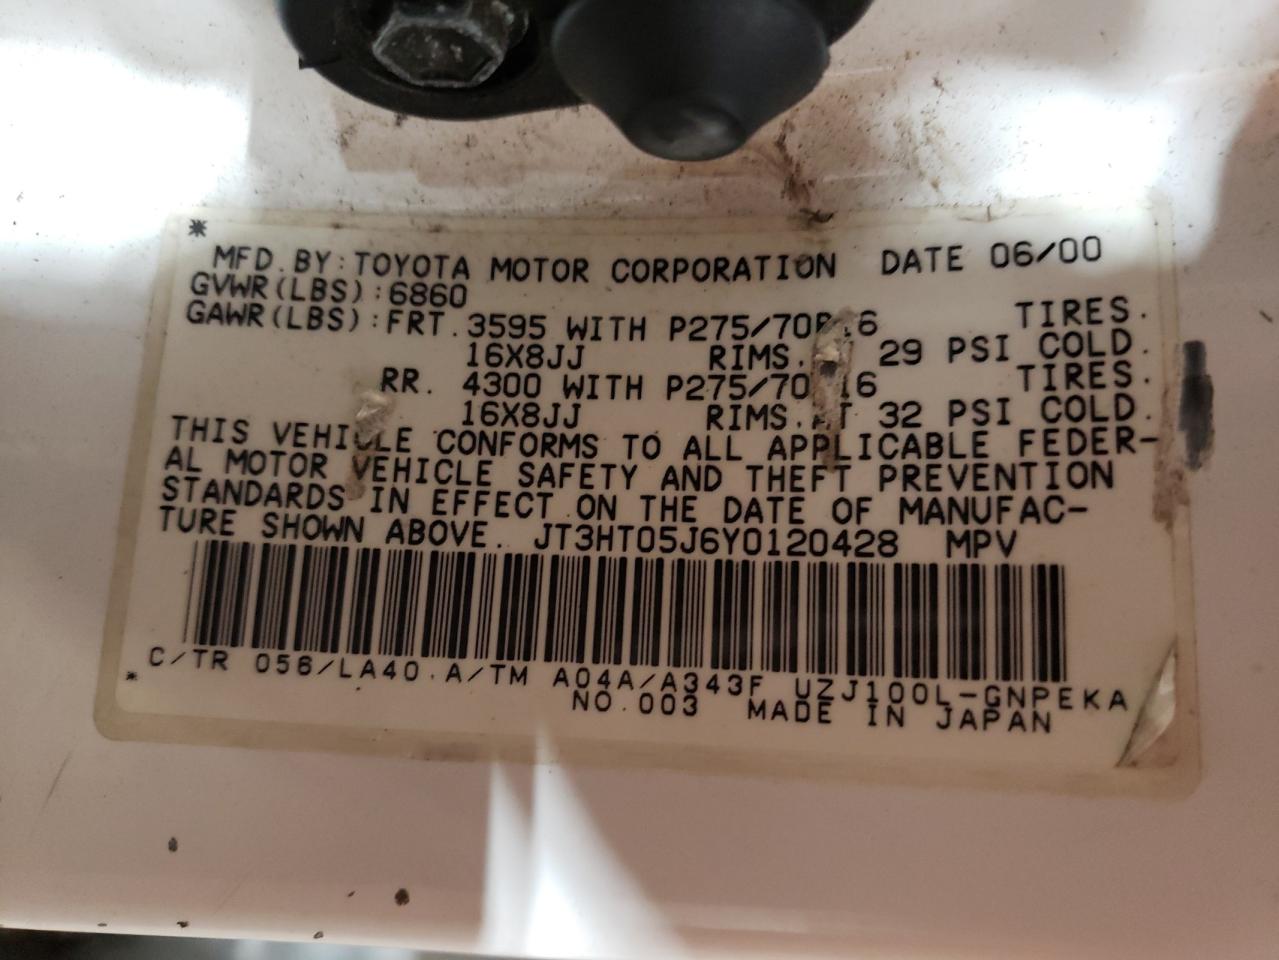 *
MFD. BY: TOYOTA MOTOR CORPORATION DATE 06/00
GVWR(LBS):6860
GAWR(LBS):FRT. 3595 WITH P275/70R16 TIRES.
16X8JJ RIMS. 29 PSI COLD.
RR. 4300 WITH P275/70 16 TIRES.
16X8JJ RIMS. AT 32 PSI COLD.
THIS VEHICLE CONFORMS TO ALL APPLICABLE FEDER-
AL MOTOR VEHICLE SAFETY AND THEFT PREVENTION
STANDARDS IN EFFECT ON THE DATE OF MANUFAC-
TURE SHOWN ABOVE. JT3HT05J6Y0120428 MPV
C/TR 056/LA40. A/TM A04A/A343F UZJ100L-GNPEKA
* NO.003 MADE IN JAPAN